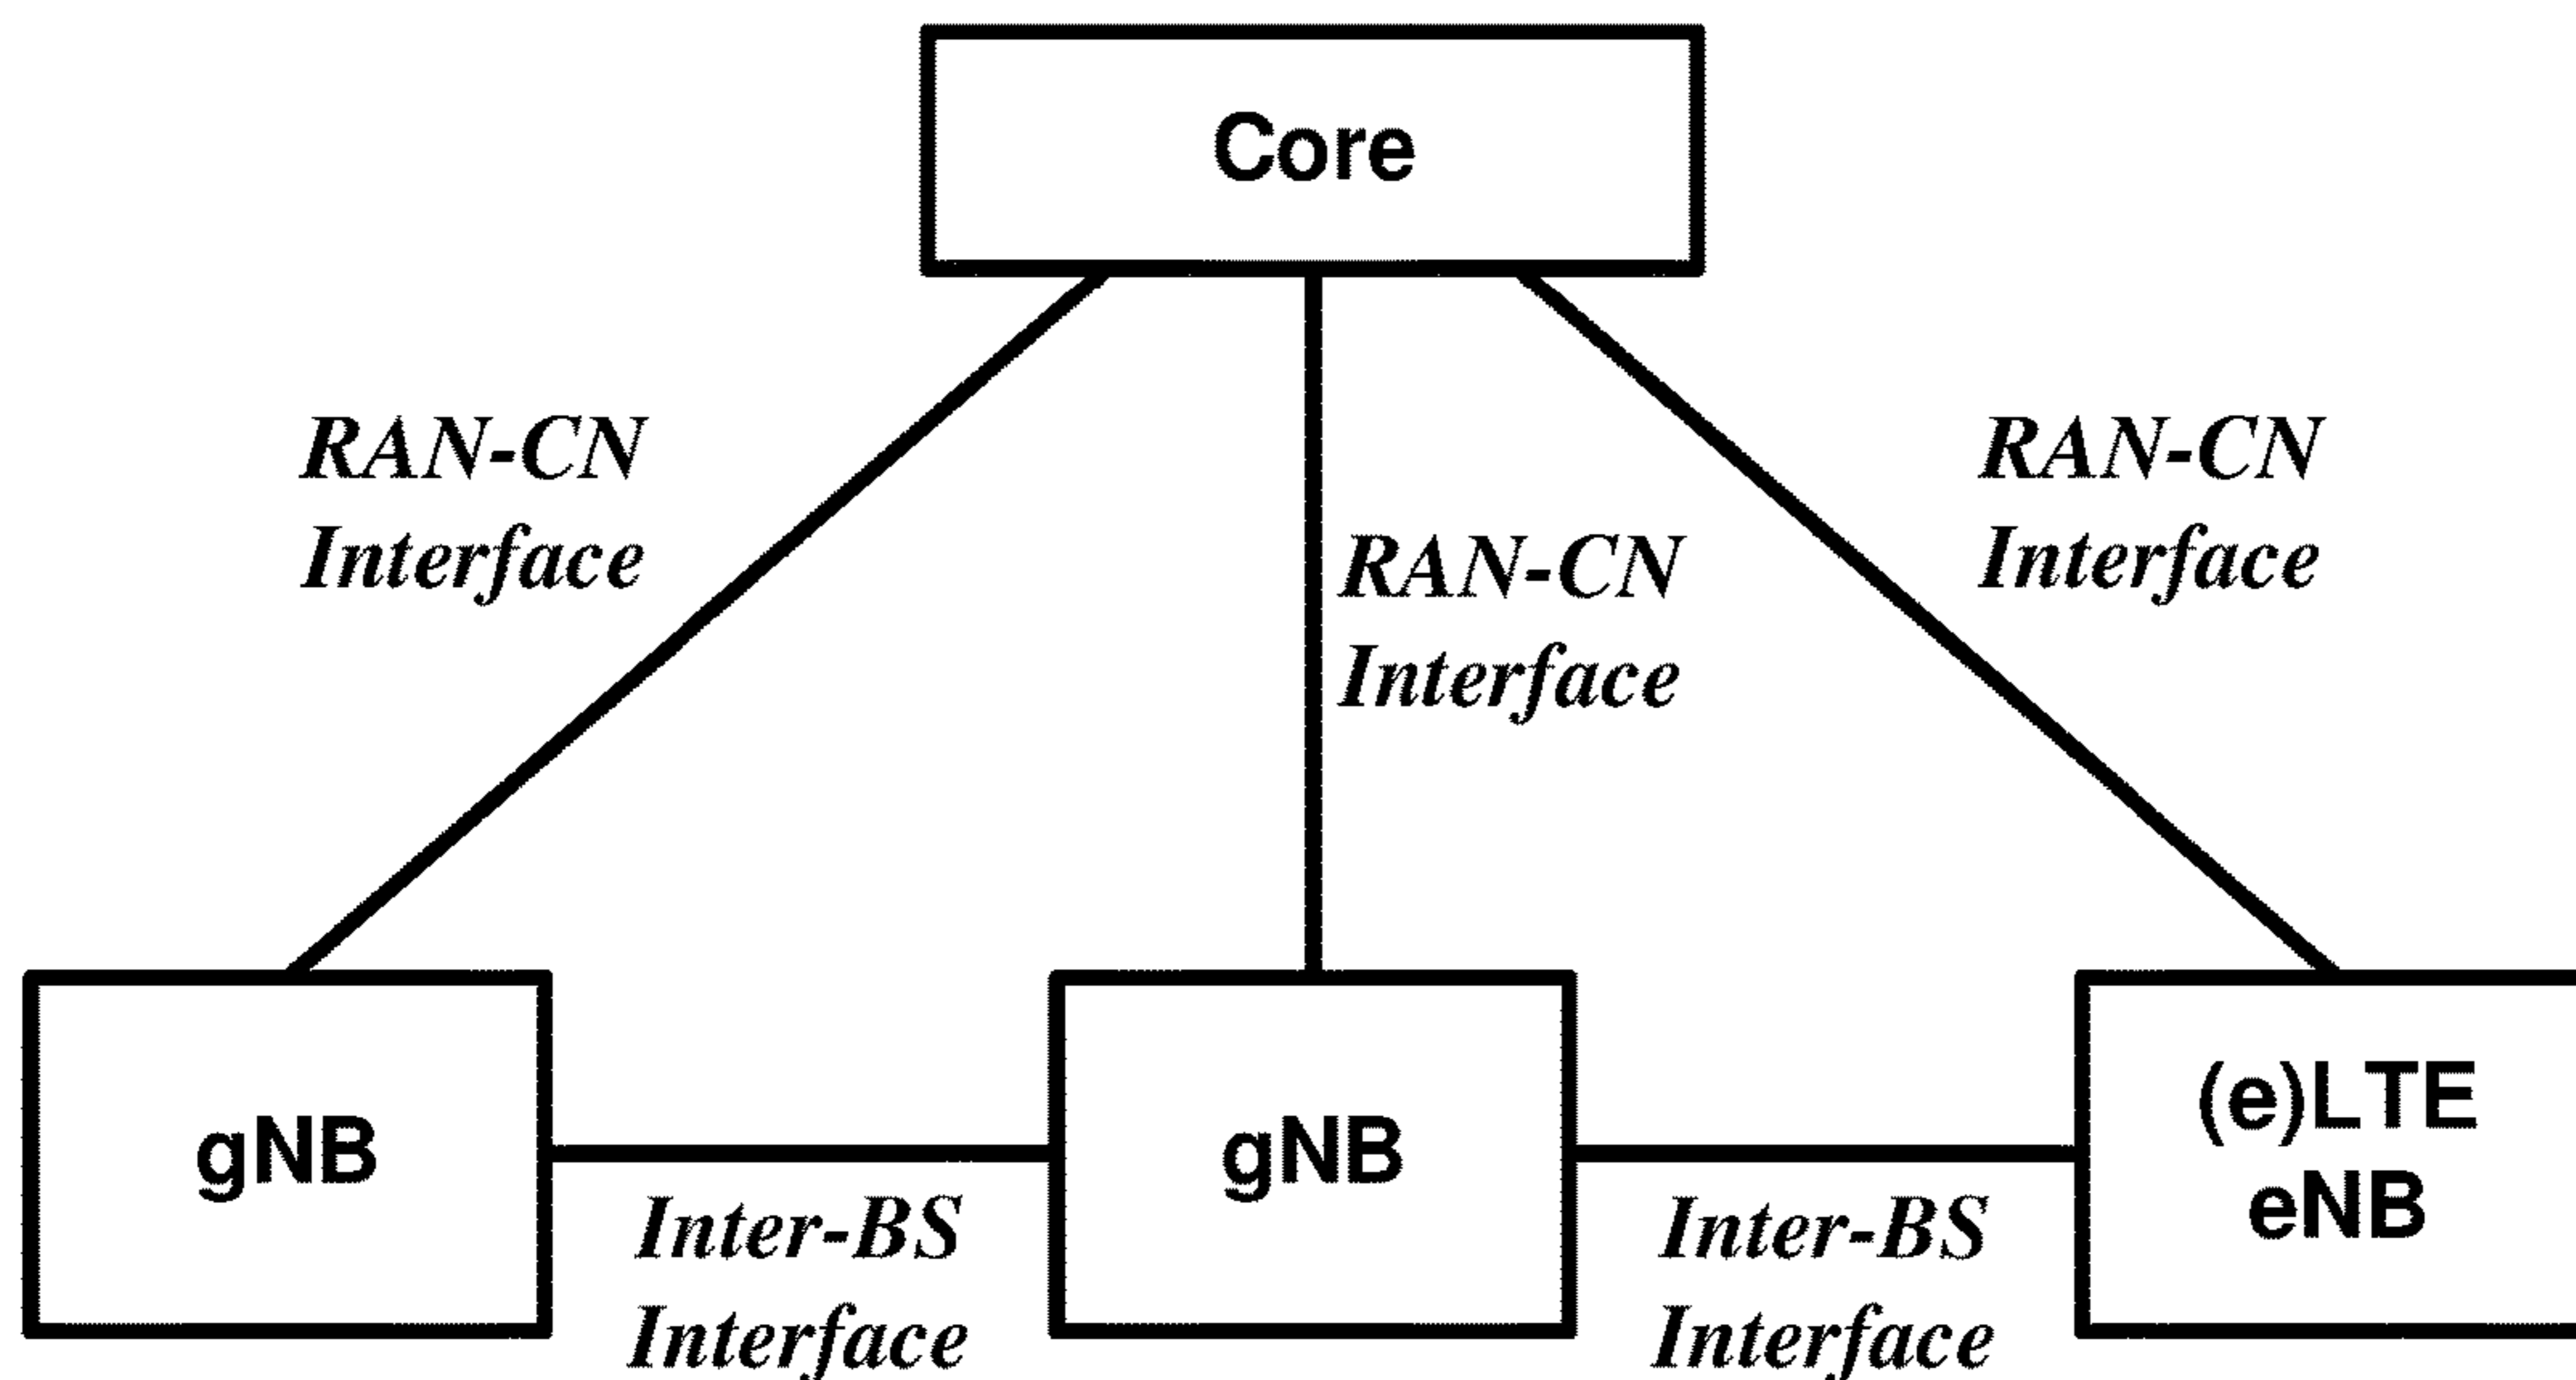 Core
RAN-CN
Interface
RAN-CN
Interface
RAN-CN
Interface
gNB
gNB
(e)LTE
eNB
Inter-BS
Interface
Inter-BS
Interface